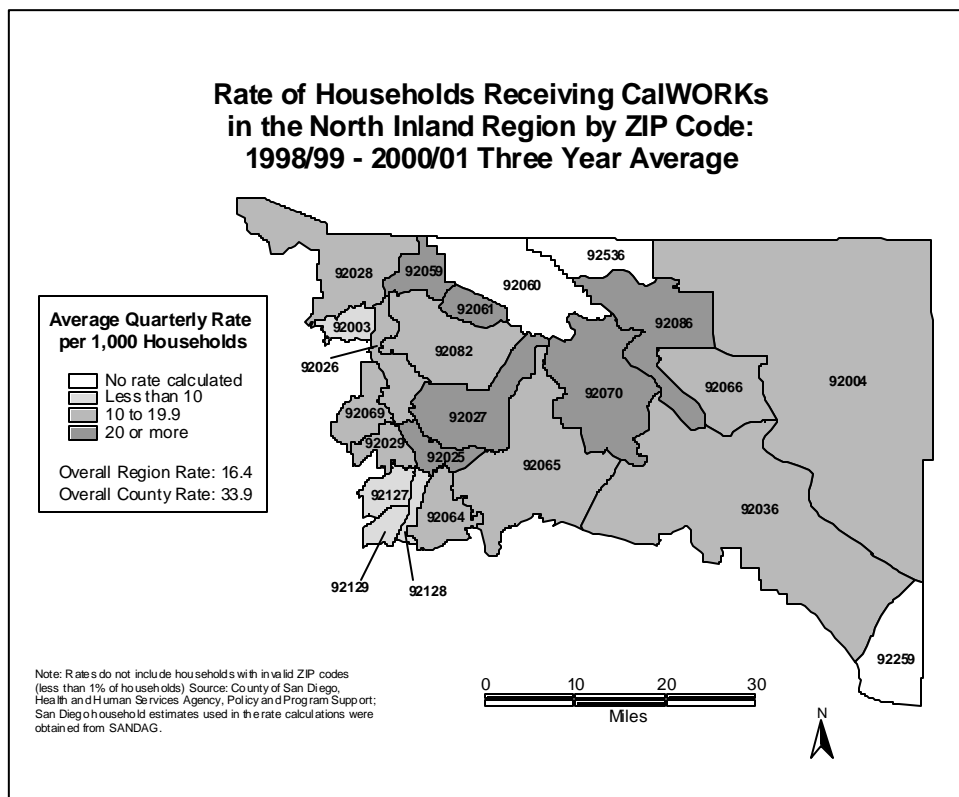 Rate of Households Receiving CalWORKs
in the North Inland Region by ZIP Code:
1998/99 - 2000/01 Three Year Average
92536
92028
92059
92060
92061
92086
92003
92026
92082
92066
92004
92070
92069
92027
92029
92025
92065
92127
92064
92036
92129
92128
92259
Average Quarterly Rate
per 1,000 Households
No rate calculated
Less than 10
10 to 19.9
20 or more
Overall Region Rate: 16.4
Overall County Rate: 33.9
Note: Rates do not include households with invalid ZIP codes
(less than 1% of households) Source: County of San Diego,
Health and Human Services Agency, Policy and Program Support;
San Diego household estimates used in the rate calculations were
obtained from SANDAG.
0 10 20 30
Miles
N